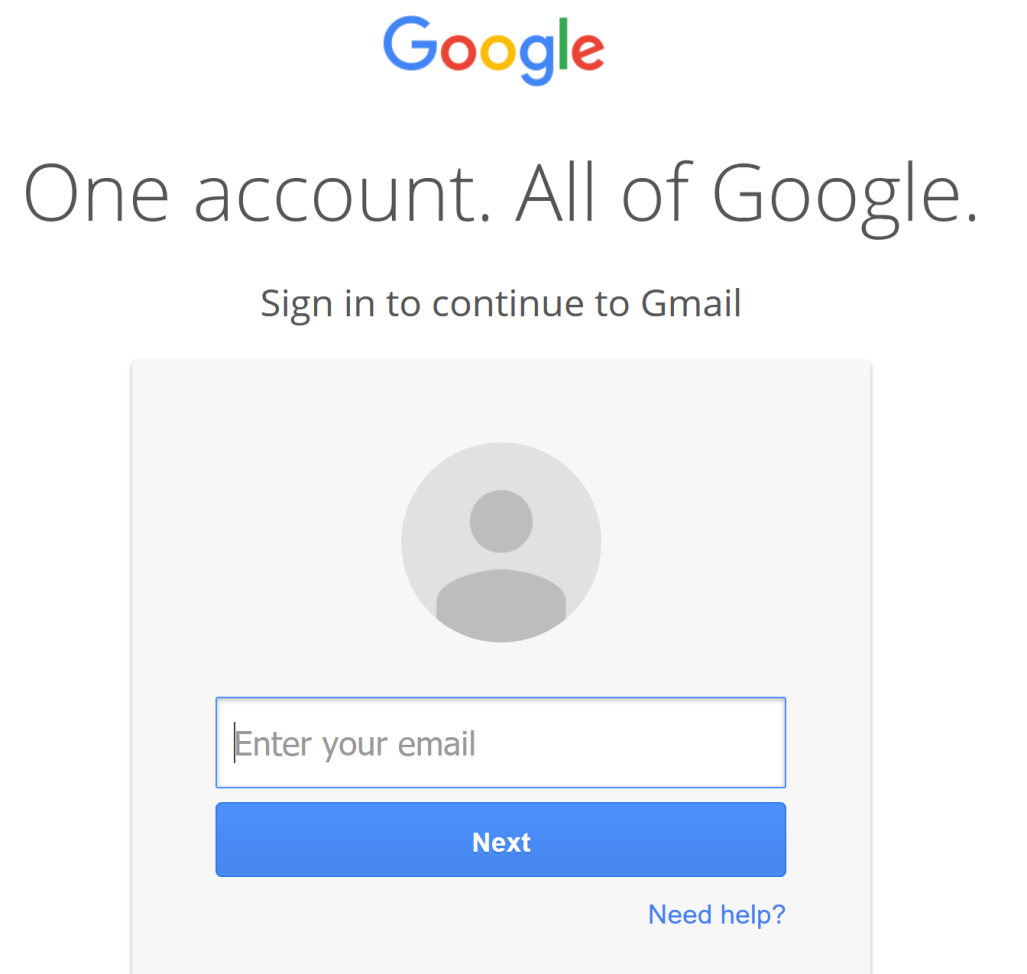 Google
One account. All of Google.
Sign in to continue to Gmail
Enter your email
Next
Need help?